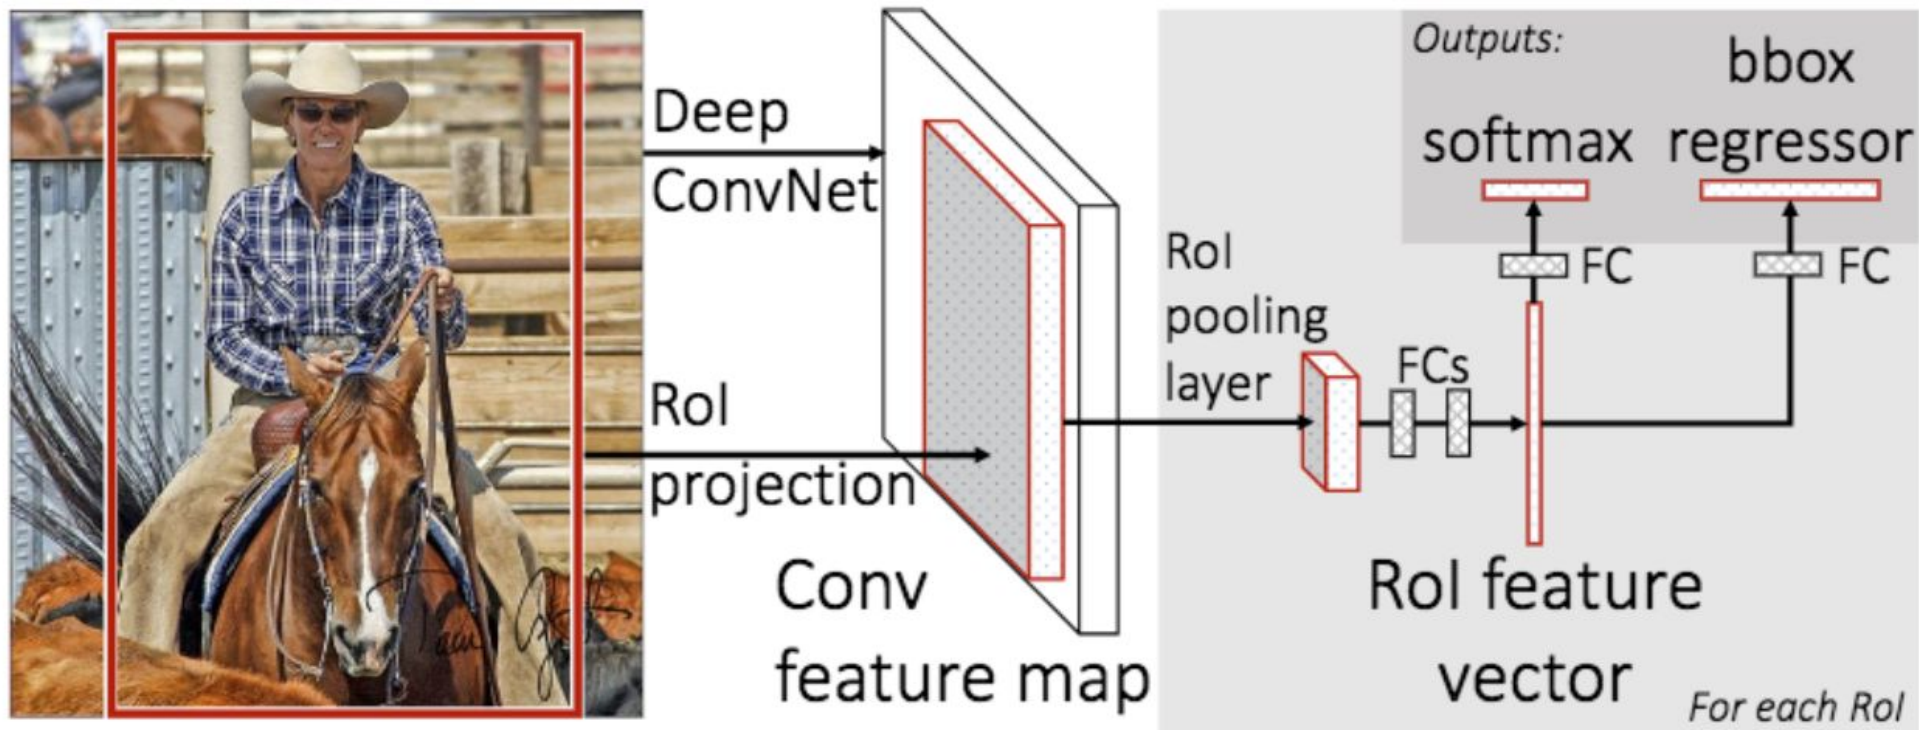 Deep
ConvNet
RoI
projection
Conv
feature map
RoI
pooling
layer
FCs
RoI feature
vector
For each RoI
Outputs:
softmax
bbox
regressor
FC
FC